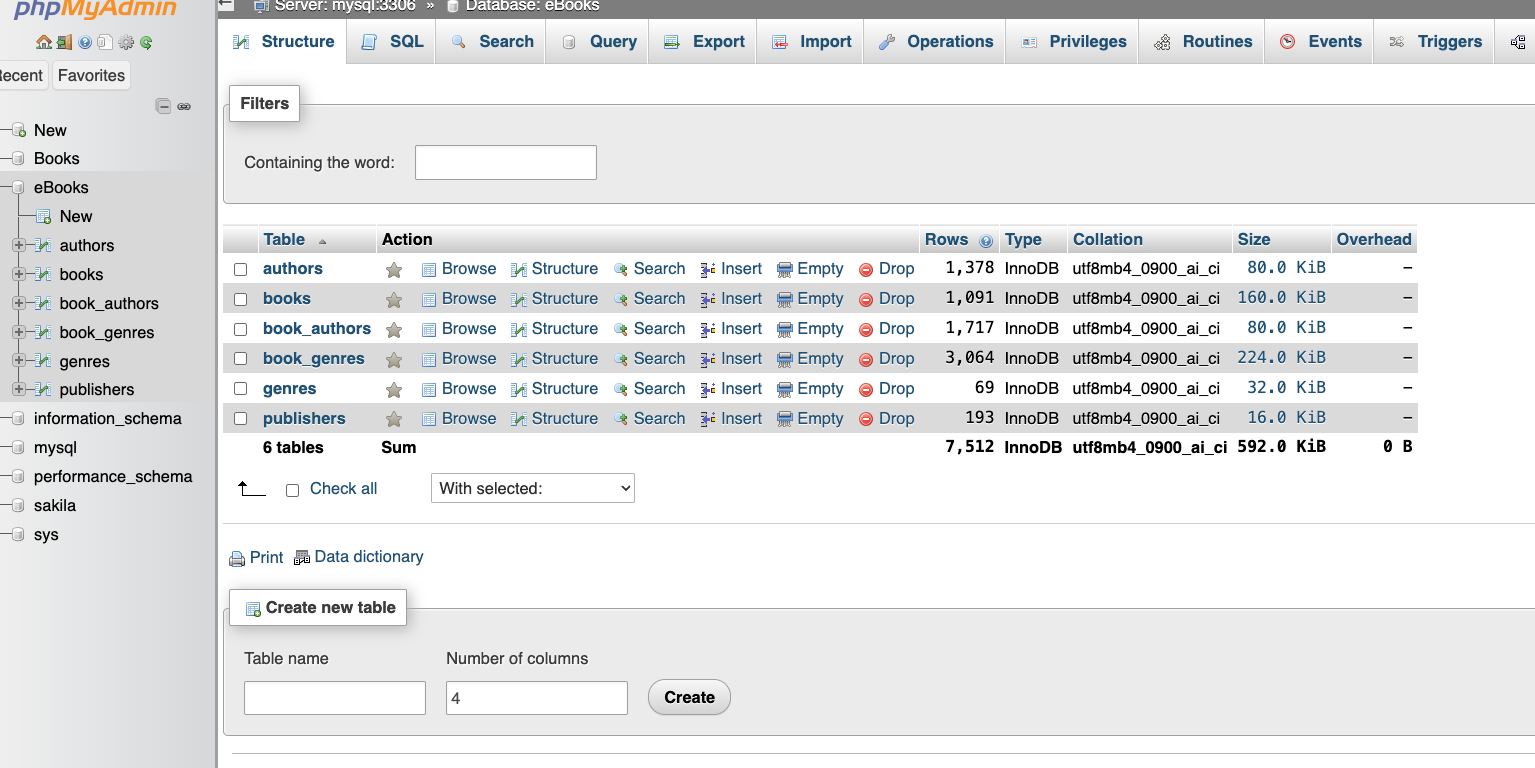 phpMyAdmin
Recent Favorites
New
Books
eBooks
New
authors
books
book_authors
book_genres
genres
publishers
information_schema
mysql
performance_schema
sakila
sys
Server: mysql:3306 » Database: eBooks
Structure SQL Search Query Export Import Operations Privileges Routines Events Triggers
Filters
Containing the word:
Table Action Rows Type Collation Size Overhead
authors Browse Structure Search Insert Empty Drop 1,378 InnoDB utf8mb4_0900_ai_ci 80.0 KiB –
books Browse Structure Search Insert Empty Drop 1,091 InnoDB utf8mb4_0900_ai_ci 160.0 KiB –
book_authors Browse Structure Search Insert Empty Drop 1,717 InnoDB utf8mb4_0900_ai_ci 80.0 KiB –
book_genres Browse Structure Search Insert Empty Drop 3,064 InnoDB utf8mb4_0900_ai_ci 224.0 KiB –
genres Browse Structure Search Insert Empty Drop 69 InnoDB utf8mb4_0900_ai_ci 32.0 KiB –
publishers Browse Structure Search Insert Empty Drop 193 InnoDB utf8mb4_0900_ai_ci 16.0 KiB –
6 tables Sum 7,512 InnoDB utf8mb4_0900_ai_ci 592.0 KiB 0 B
Check all With selected:
Print Data dictionary
Create new table
Table name Number of columns
4 Create